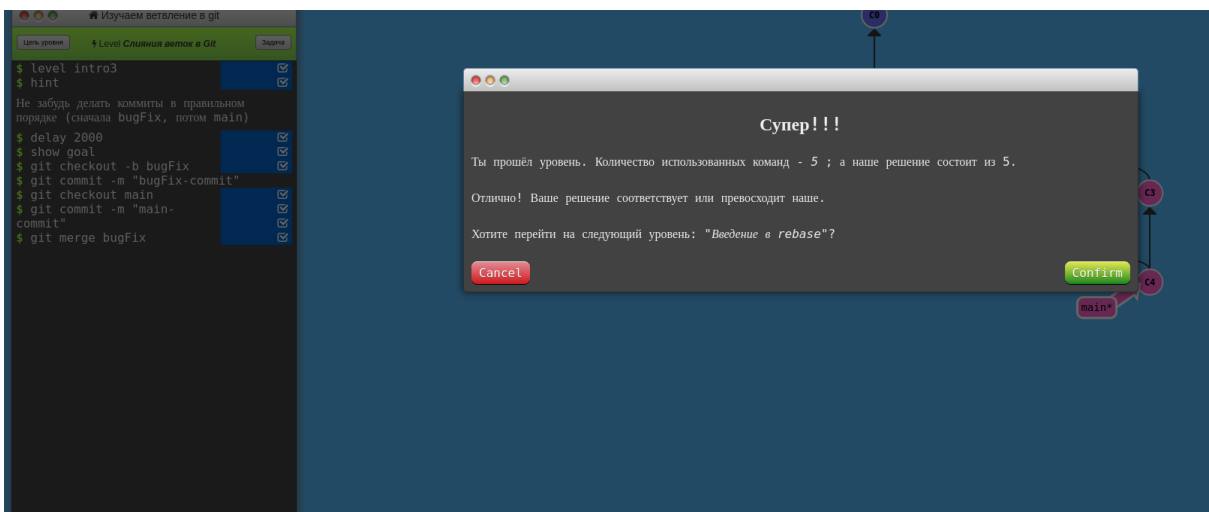 Изучаем ветвление в git
Цель уровня
Level Слияния веток в Git
Задача
$ level intro3
$ hint
Не забудь делать коммиты в правильном
порядке (сначала bugFix, потом main)
$ delay 2000
$ show goal
$ git checkout -b bugFix
$ git commit -m "bugFix-commit"
$ git checkout main
$ git commit -m "main-
commit"
$ git merge bugFix
C0
Супер!!!
Ты прошёл уровень. Количество использованных команд - 5 ; а наше решение состоит из 5.
Отлично! Ваше решение соответствует или превосходит наше.
Хотите перейти на следующий уровень: "Введение в rebase"?
Cancel
Confirm
C3
C4
main*